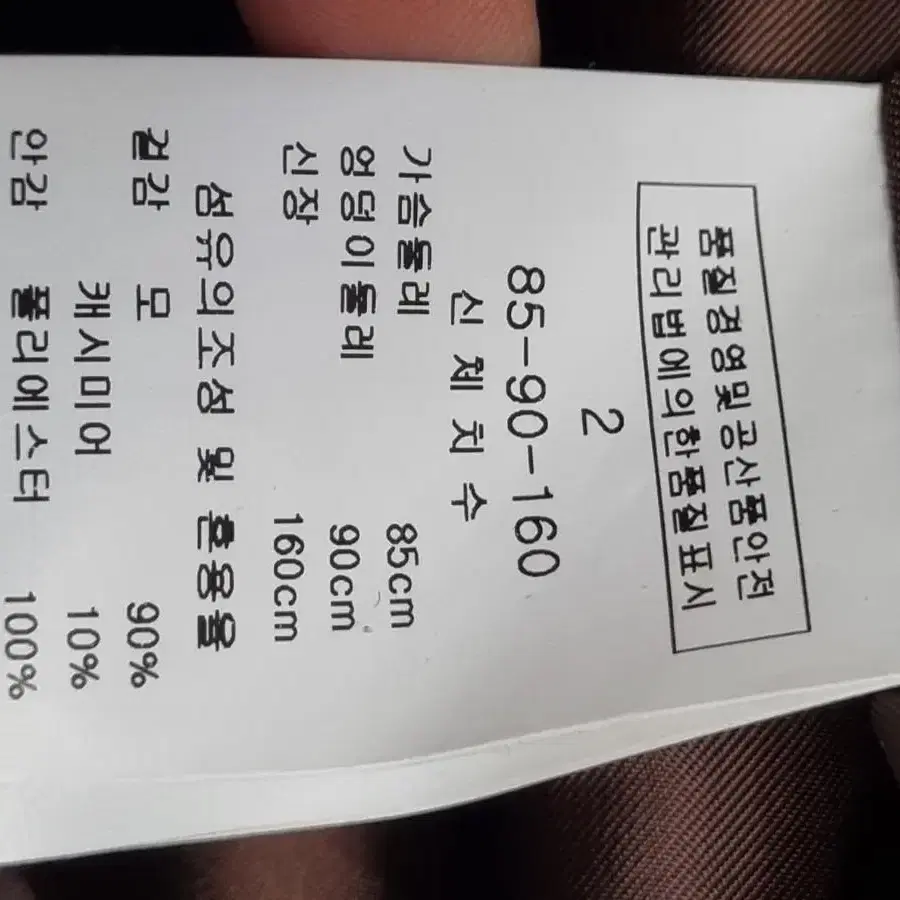 품질경영및공산품안전
관리법에의한품질표시
2
85-90-160
신 체 치 수
가슴둘레 85cm
엉덩이둘레 90cm
신장 160cm
섬유의조성 및 혼용율
겉감 모 90%
캐시미어 10%
안감 폴리에스터 100%